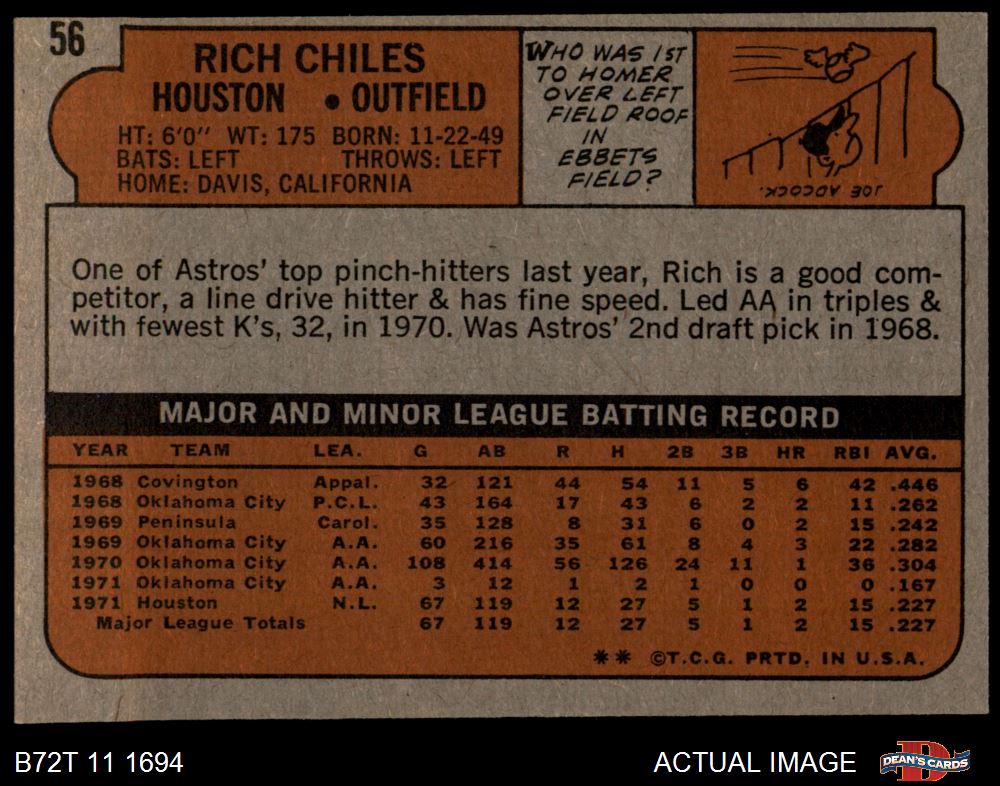 56
RICH CHILES
HOUSTON • OUTFIELD
HT: 6'0" WT: 175 BORN: 11-22-49
BATS: LEFT THROWS: LEFT
HOME: DAVIS, CALIFORNIA
WHO WAS 1ST
TO HOMER
OVER LEFT
FIELD ROOF
IN
EBBETS
FIELD?
JOE ADCOCK.
One of Astros' top pinch-hitters last year, Rich is a good com-
petitor, a line drive hitter & has fine speed. Led AA in triples &
with fewest K's, 32, in 1970. Was Astros' 2nd draft pick in 1968.
MAJOR AND MINOR LEAGUE BATTING RECORD
YEAR TEAM LEA. G AB R H 2B 3B HR RBI AVG.
1968 Covington Appal. 32 121 44 54 11 5 6 42 .446
1968 Oklahoma City P.C.L. 43 164 17 43 6 2 2 11 .262
1969 Peninsula Carol. 35 128 8 31 6 0 2 15 .242
1969 Oklahoma City A.A. 60 216 35 61 8 4 3 22 .282
1970 Oklahoma City A.A. 108 414 56 126 24 11 1 36 .304
1971 Oklahoma City A.A. 3 12 1 2 1 0 0 0 .167
1971 Houston N.L. 67 119 12 27 5 1 2 15 .227
Major League Totals 67 119 12 27 5 1 2 15 .227
** ©T.C.G. PRTD. IN U.S.A.
B72T 11 1694
ACTUAL IMAGE
D
DEAN'S CARDS